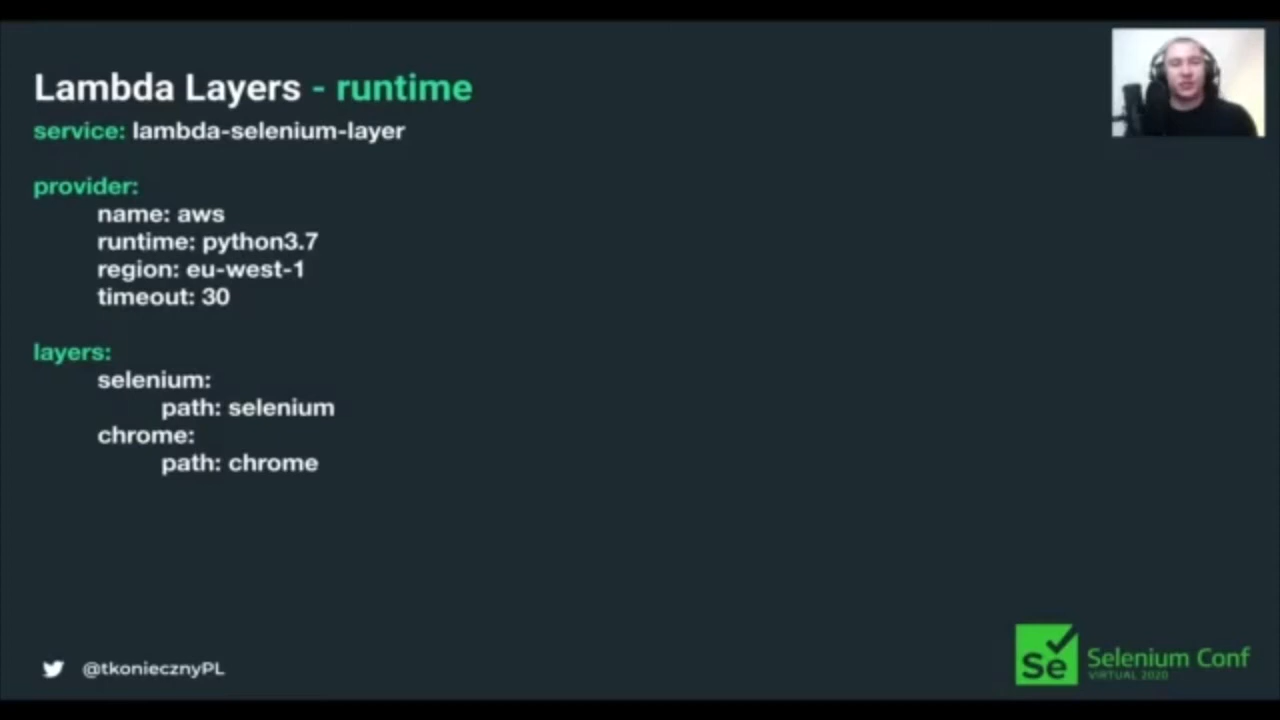 Lambda Layers - runtime
service: lambda-selenium-layer
provider:
name: aws
runtime: python3.7
region: eu-west-1
timeout: 30
layers:
selenium:
path: selenium
chrome:
path: chrome
@tkoniecznyPL
Se Selenium Conf
VIRTUAL 2020